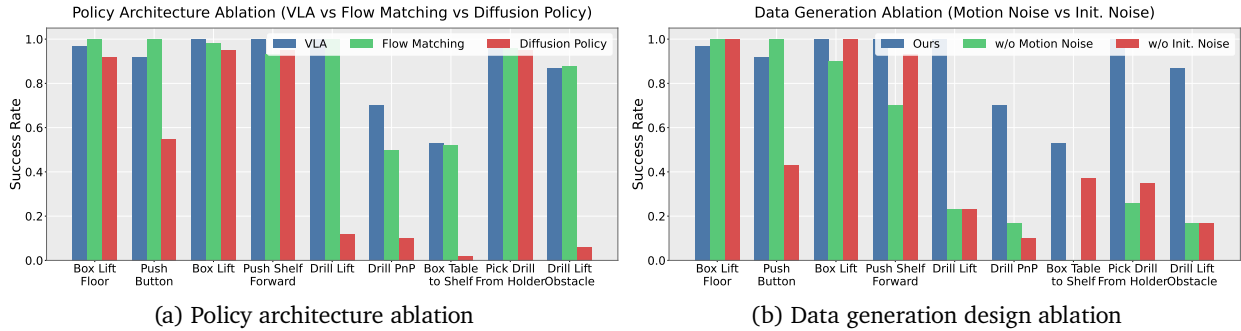 Policy Architecture Ablation (VLA vs Flow Matching vs Diffusion Policy)
VLA
Flow Matching
Diffusion Policy
Success Rate
1.0
0.8
0.6
0.4
0.2
0.0
Box Lift
Floor
Push
Button
Box Lift
Push Shelf
Forward
Drill Lift
Drill PnP
Box Table
to Shelf
Pick Drill
From Holder
Drill Lift
Obstacle
(a) Policy architecture ablation
Data Generation Ablation (Motion Noise vs Init. Noise)
Ours
w/o Motion Noise
w/o Init. Noise
Success Rate
1.0
0.8
0.6
0.4
0.2
0.0
Box Lift
Floor
Push
Button
Box Lift
Push Shelf
Forward
Drill Lift
Drill PnP
Box Table
to Shelf
Pick Drill
From Holder
Drill Lift
Obstacle
(b) Data generation design ablation